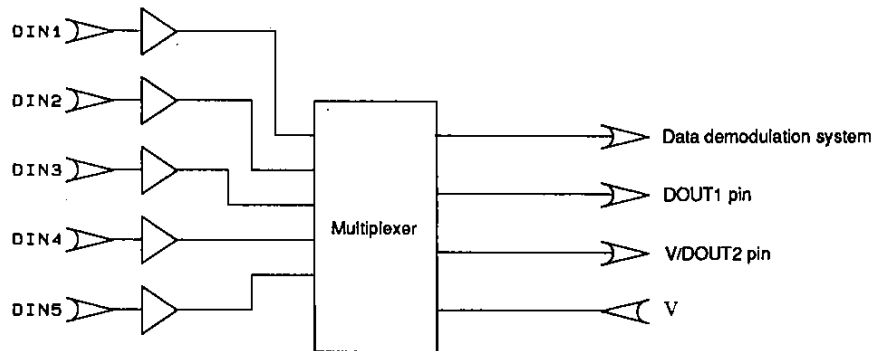 DIN1
DIN2
DIN3
DIN4
DIN5
Multiplexer
Data demodulation system
DOUT1 pin
V/DOUT2 pin
V